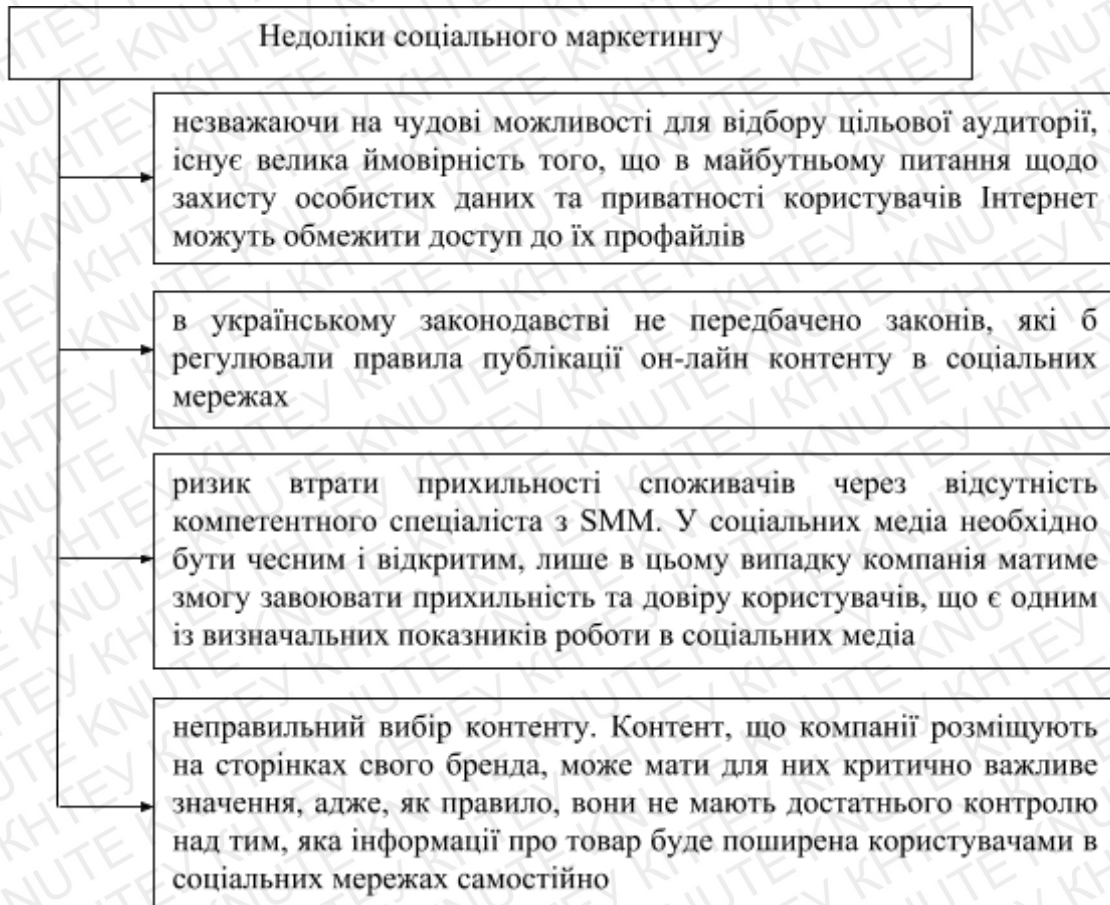 Недоліки соціального маркетингу
незважаючи на чудові можливості для відбору цільової аудиторії,
існує велика ймовірність того, що в майбутньому питання щодо
захисту особистих даних та приватності користувачів Інтернет
можуть обмежити доступ до їх профайлів
в українському законодавстві не передбачено законів, які б
регулювали правила публікації он-лайн контенту в соціальних
мережах
ризик втрати прихильності споживачів через відсутність
компетентного спеціаліста з SMM. У соціальних медіа необхідно
бути чесним і відкритим, лише в цьому випадку компанія матиме
змогу завоювати прихильність та довіру користувачів, що є одним
із визначальних показників роботи в соціальних медіа
неправильний вибір контенту. Контент, що компанії розміщують
на сторінках свого бренда, може мати для них критично важливе
значення, адже, як правило, вони не мають достатнього контролю
над тим, яка інформації про товар буде поширена користувачами в
соціальних мережах самостійно